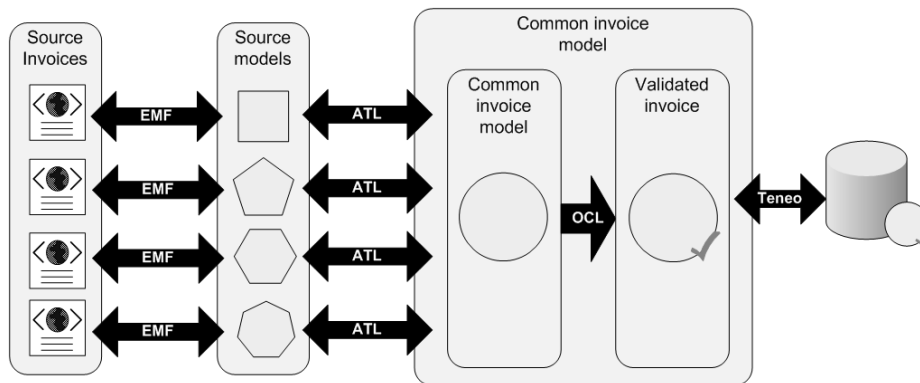 Source
Invoices
Source
models
Common invoice
model
Common
invoice
model
Validated
invoice
EMF
ATL
EMF
ATL
EMF
ATL
EMF
ATL
OCL
Teneo